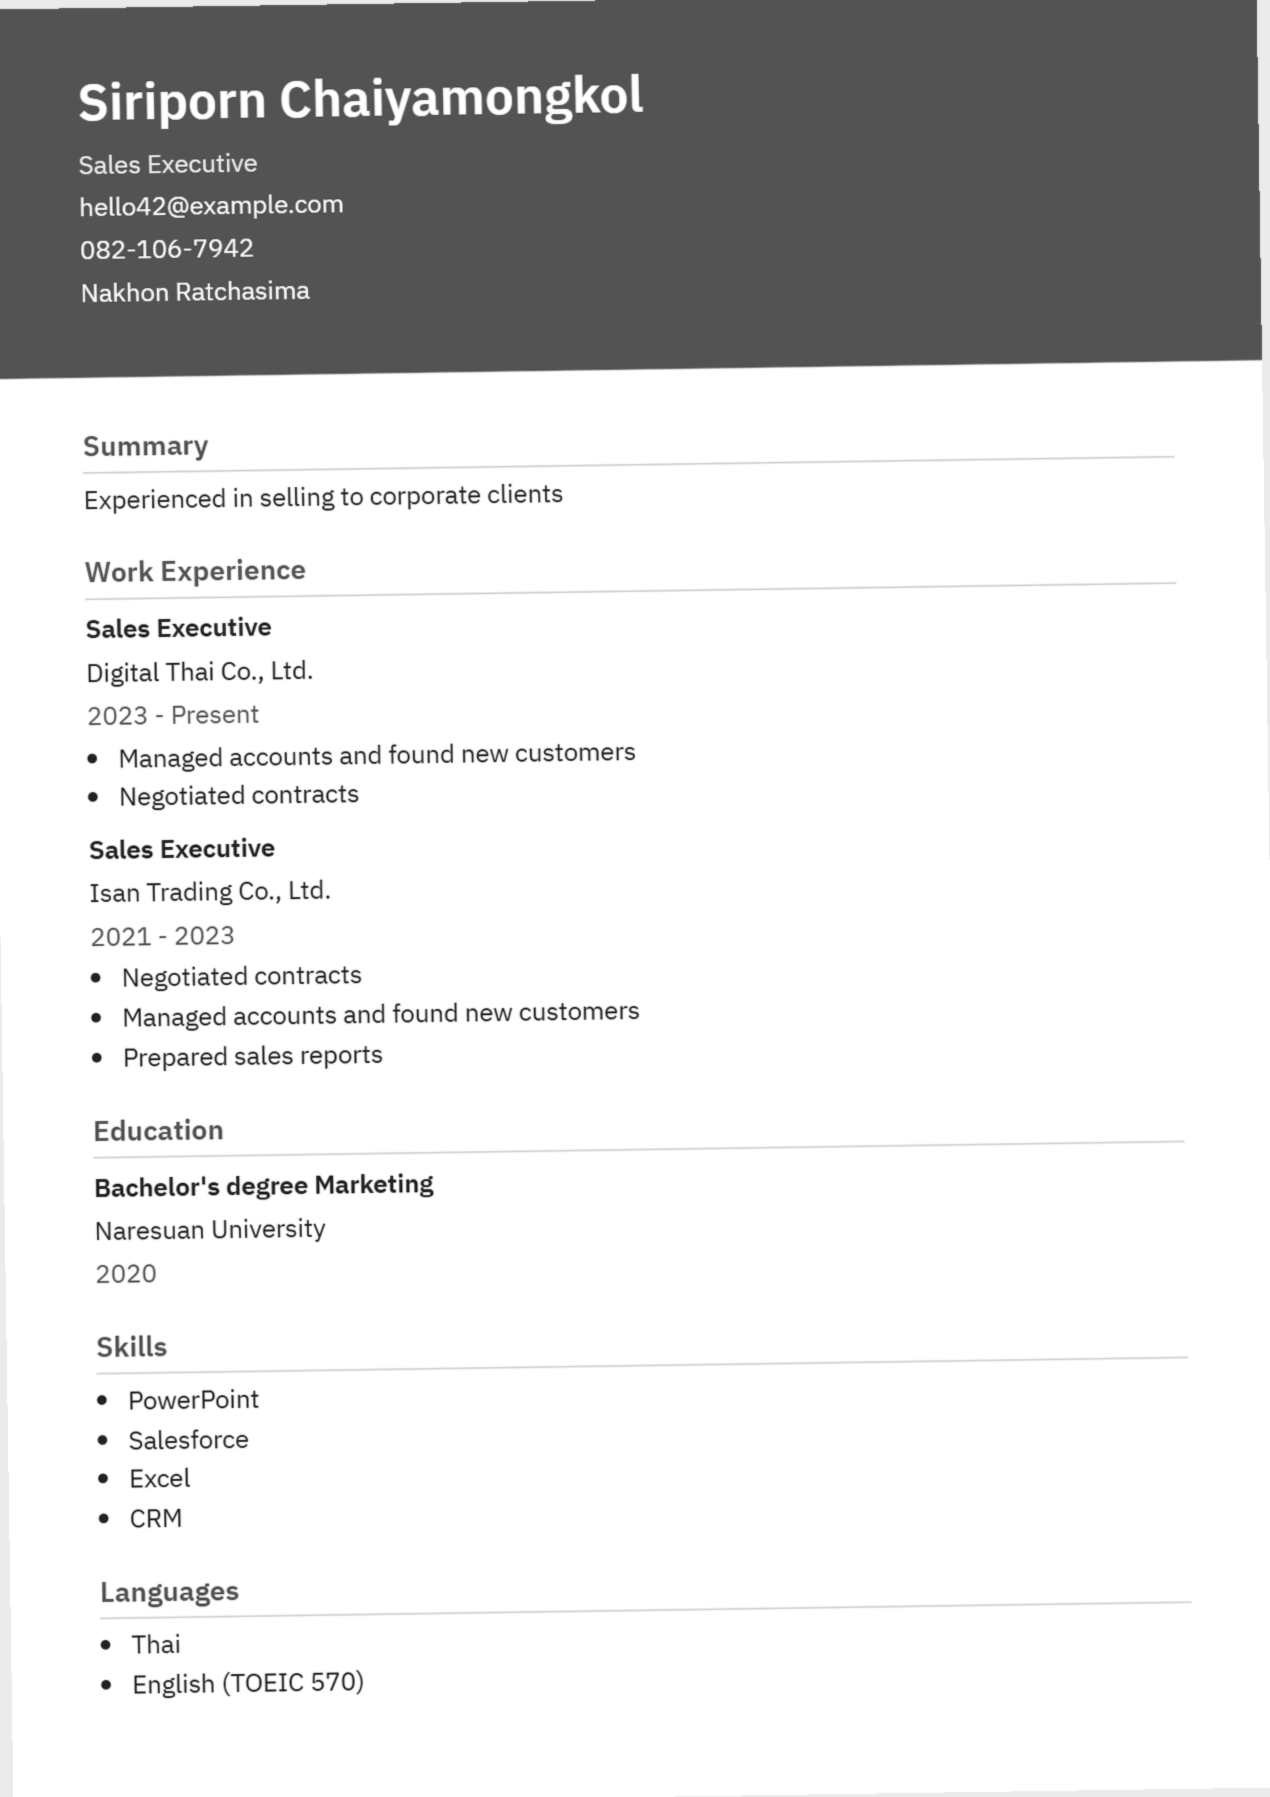 Siriporn Chaiyamongkol
Sales Executive
hello42@example.com
082-106-7942
Nakhon Ratchasima
Summary
Experienced in selling to corporate clients
Work Experience
Sales Executive
Digital Thai Co., Ltd.
2023 - Present
• Managed accounts and found new customers
• Negotiated contracts
Sales Executive
Isan Trading Co., Ltd.
2021 - 2023
• Negotiated contracts
• Managed accounts and found new customers
• Prepared sales reports
Education
Bachelor's degree Marketing
Naresuan University
2020
Skills
• PowerPoint
• Salesforce
• Excel
• CRM
Languages
• Thai
• English (TOEIC 570)